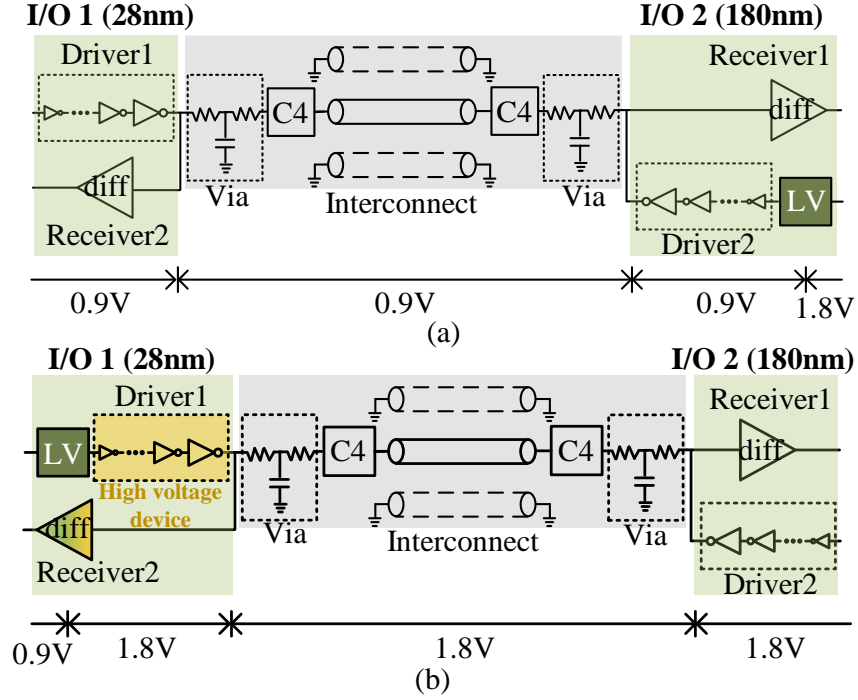 I/O 1 (28nm)
I/O 2 (180nm)
Driver1
Receiver1
C4
C4
diff
diff
Via
Via
LV
Interconnect
Receiver2
Driver2
0.9V
0.9V
0.9V
1.8V
(a)
I/O 1 (28nm)
I/O 2 (180nm)
Driver1
Receiver1
LV
C4
C4
diff
High voltage
device
diff
Via
Via
Interconnect
Receiver2
Driver2
0.9V
1.8V
1.8V
1.8V
(b)